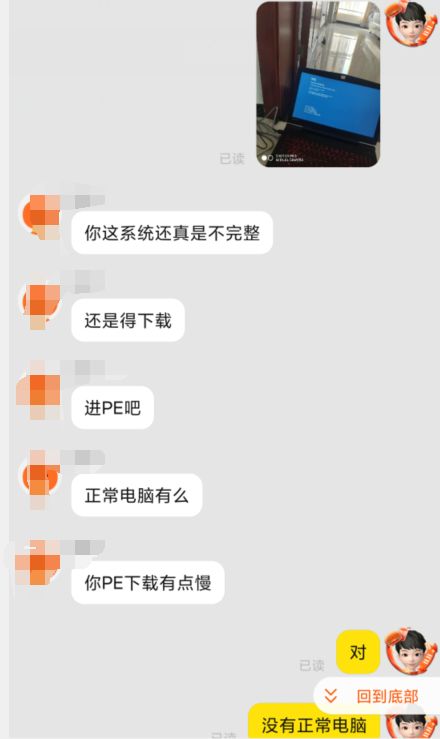 已读
你这系统还真是不完整
还是得下载
进PE吧
正常电脑有么
你PE下载有点慢
对
已读
回到底部
没有正常电脑
已读